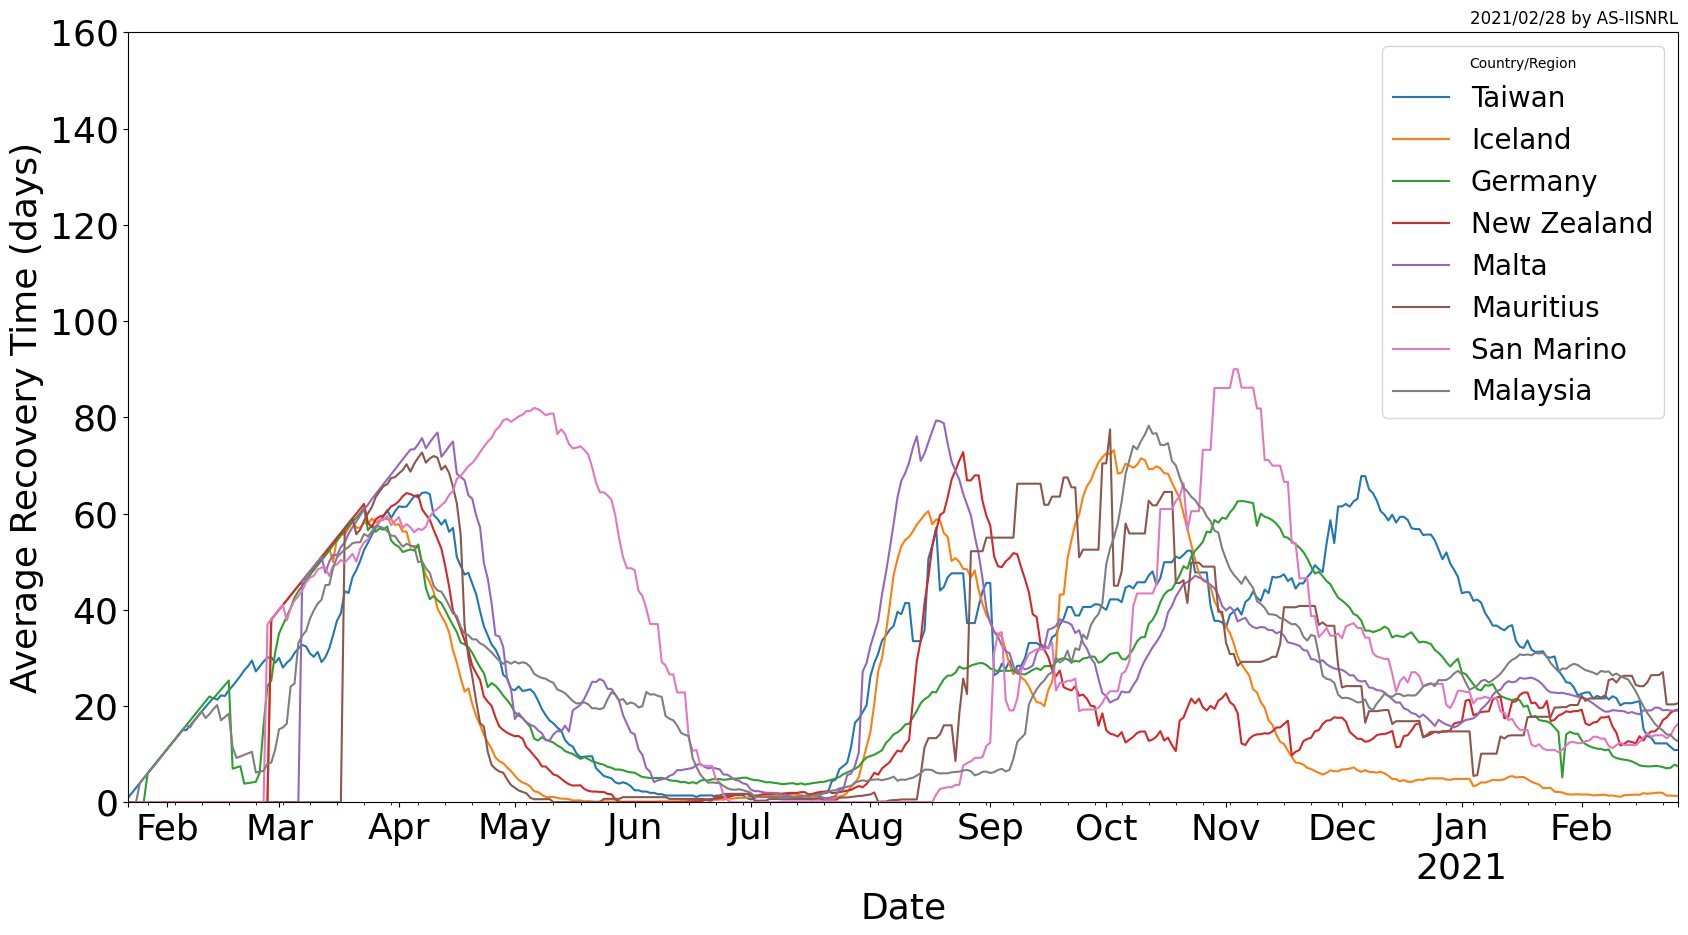 2021/02/28 by AS-IISNRL
Average Recovery Time (days)
160
140
120
100
80
60
40
20
0
Country/Region
Taiwan
Iceland
Germany
New Zealand
Malta
Mauritius
San Marino
Malaysia
Feb Mar Apr May Jun Jul Aug Sep Oct Nov Dec Jan Feb
2021
Date